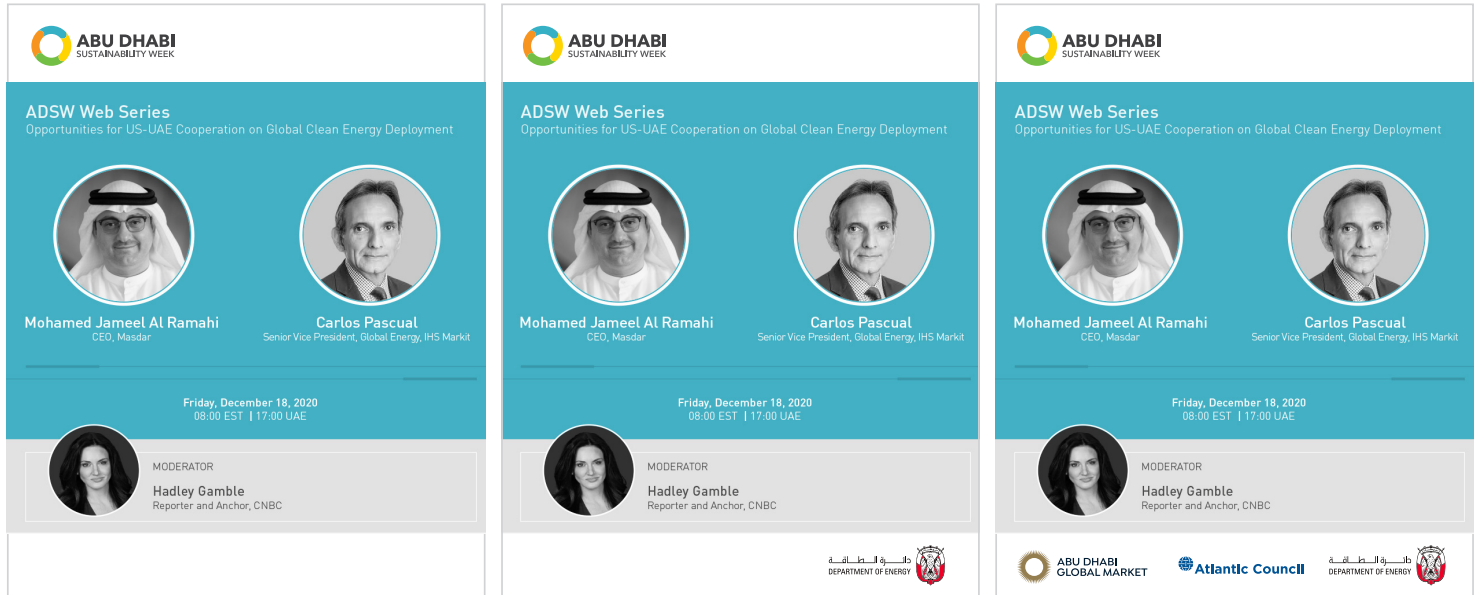 ABU DHABI
SUSTAINABILITY WEEK
ADSW Web Series
Opportunities for US-UAE Cooperation on Global Clean Energy Deployment
Mohamed Jameel Al Ramahi
CEO, Masdar
Carlos Pascual
Senior Vice President, Global Energy, IHS Markit
Friday, December 18, 2020
08:00 EST | 17:00 UAE
MODERATOR
Hadley Gamble
Reporter and Anchor, CNBC
ABU DHABI
SUSTAINABILITY WEEK
ADSW Web Series
Opportunities for US-UAE Cooperation on Global Clean Energy Deployment
Mohamed Jameel Al Ramahi
CEO, Masdar
Carlos Pascual
Senior Vice President, Global Energy, IHS Markit
Friday, December 18, 2020
08:00 EST | 17:00 UAE
MODERATOR
Hadley Gamble
Reporter and Anchor, CNBC
دائــرة الــطــاقــة
DEPARTMENT OF ENERGY
ABU DHABI
SUSTAINABILITY WEEK
ADSW Web Series
Opportunities for US-UAE Cooperation on Global Clean Energy Deployment
Mohamed Jameel Al Ramahi
CEO, Masdar
Carlos Pascual
Senior Vice President, Global Energy, IHS Markit
Friday, December 18, 2020
08:00 EST | 17:00 UAE
MODERATOR
Hadley Gamble
Reporter and Anchor, CNBC
ABU DHABI
GLOBAL MARKET
Atlantic Council
دائــرة الــطــاقــة
DEPARTMENT OF ENERGY